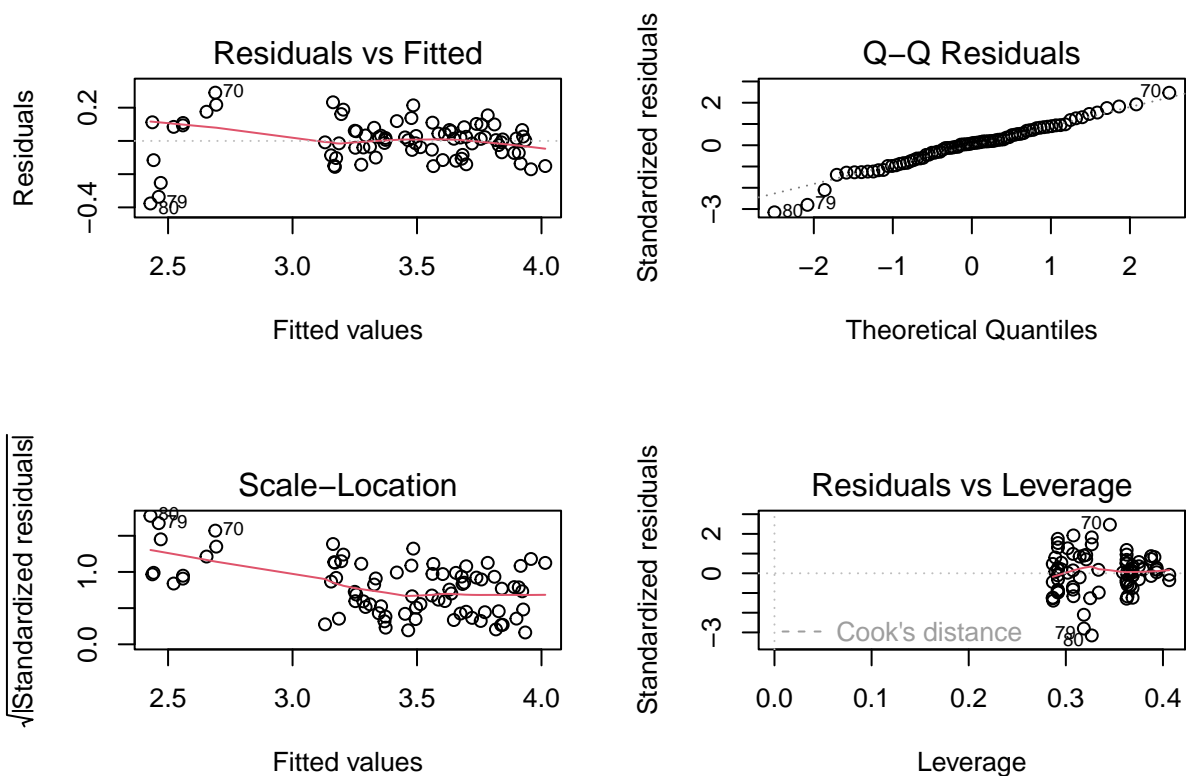 Residuals vs Fitted
Residuals
0.2
−0.4
70
79
80
2.5 3.0 3.5 4.0
Fitted values
Q−Q Residuals
Standardized residuals
2
0
−3
70
80
79
−2 −1 0 1 2
Theoretical Quantiles
Scale−Location
√|Standardized residuals|
1.0
0.0
80
79
70
2.5 3.0 3.5 4.0
Fitted values
Residuals vs Leverage
Standardized residuals
2
0
−3
70
79
80
Cook's distance
0.0 0.1 0.2 0.3 0.4
Leverage